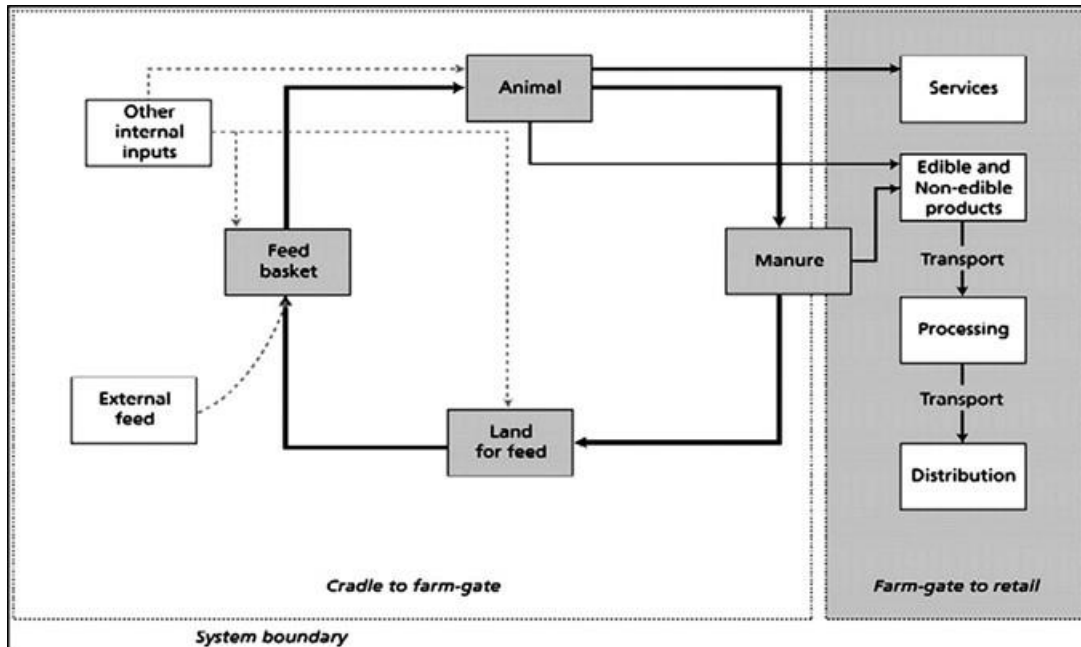 Animal
Services
Other
internal
inputs
Edible and
Non-edible
products
Feed
basket
Manure
Transport
Processing
External
feed
Transport
Land
for feed
Distribution
Cradle to farm-gate
Farm-gate to retail
System boundary